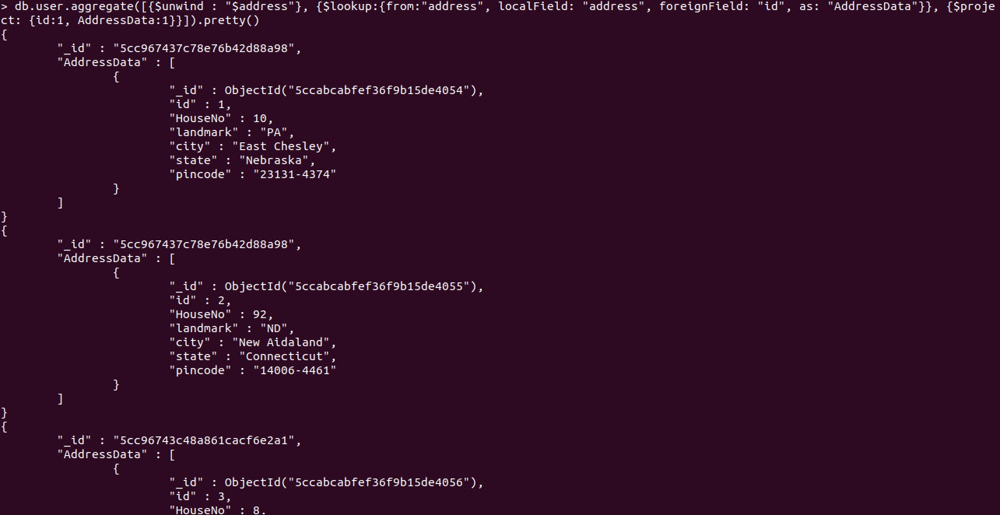 > db.user.aggregate([{$unwind : "$address"}, {$lookup:{from:"address", localField: "address", foreignField: "id", as: "AddressData"}}, {$proje
ct: {id:1, AddressData:1}}]).pretty()
{
        "_id" : "5cc967437c78e76b42d88a98",
        "AddressData" : [
                {
                        "_id" : ObjectId("5ccabcabfef36f9b15de4054"),
                        "id" : 1,
                        "HouseNo" : 10,
                        "landmark" : "PA",
                        "city" : "East Chesley",
                        "state" : "Nebraska",
                        "pincode" : "23131-4374"
                }
        ]
}
{
        "_id" : "5cc967437c78e76b42d88a98",
        "AddressData" : [
                {
                        "_id" : ObjectId("5ccabcabfef36f9b15de4055"),
                        "id" : 2,
                        "HouseNo" : 92,
                        "landmark" : "ND",
                        "city" : "New Aidaland",
                        "state" : "Connecticut",
                        "pincode" : "14006-4461"
                }
        ]
}
{
        "_id" : "5cc96743c48a861cacf6e2a1",
        "AddressData" : [
                {
                        "_id" : ObjectId("5ccabcabfef36f9b15de4056"),
                        "id" : 3,
                        "HouseNo" : 8,